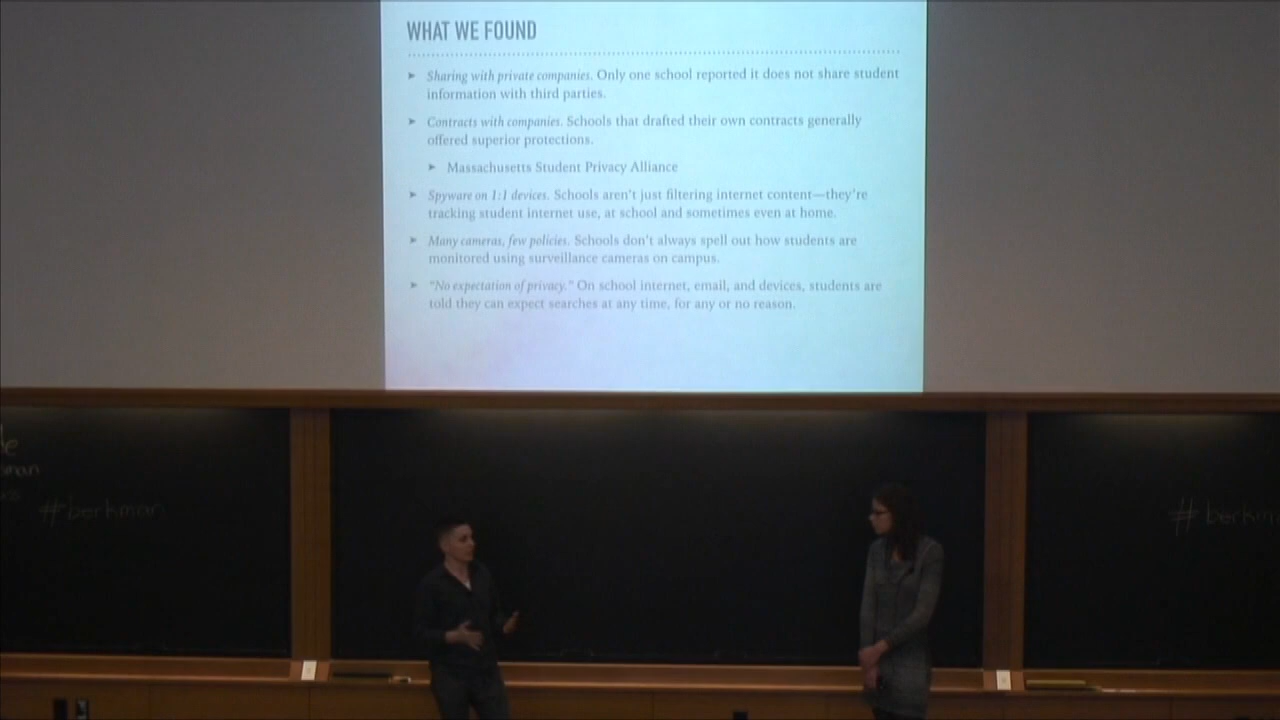 WHAT WE FOUND
➤ Sharing with private companies. Only one school reported it does not share student
information with third parties.
➤ Contracts with companies. Schools that drafted their own contracts generally
offered superior protections.
➤ Massachusetts Student Privacy Alliance
➤ Spyware on 1:1 devices. Schools aren't just filtering internet content—they're
tracking student internet use, at school and sometimes even at home.
➤ Many cameras, few policies. Schools don't always spell out how students are
monitored using surveillance cameras on campus.
➤ "No expectation of privacy." On school internet, email, and devices, students are
told they can expect searches at any time, for any or no reason.
#berkman